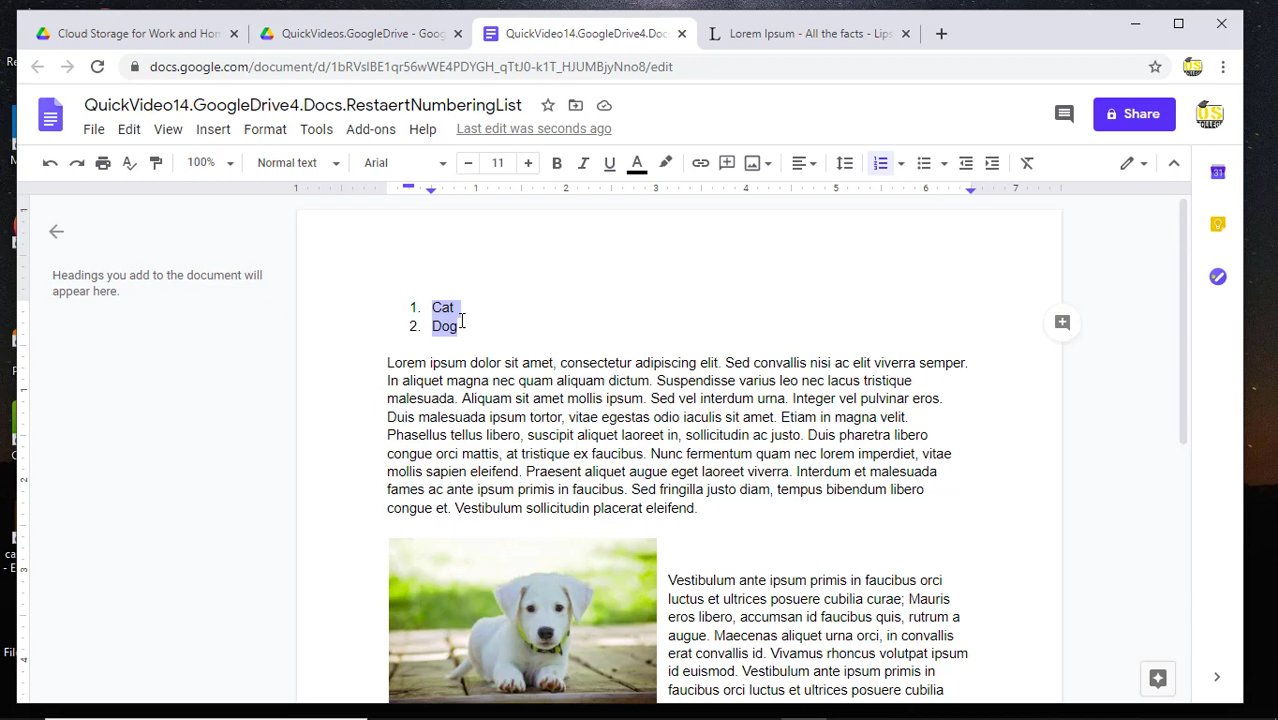 Cloud Storage for Work and Hom
QuickVideos.GoogleDrive - Goog
QuickVideo14.GoogleDrive4.Doc
Lorem Ipsum - All the facts - Lips
docs.google.com/document/d/1bRVsIBE1qr56wWE4PDYGH_qTtJ0-k1T_HJUMBjyNno8/edit
QuickVideo14.GoogleDrive4.Docs.RestaertNumberingList
File Edit View Insert Format Tools Add-ons Help Last edit was seconds ago
Share
100% Normal text Arial 11 B I U A
1 1 2 3 4 5 6 7
Headings you add to the document will
appear here.
1. Cat
2. Dog
Lorem ipsum dolor sit amet, consectetur adipiscing elit. Sed convallis nisi ac elit viverra semper.
In aliquet magna nec quam aliquam dictum. Suspendisse varius leo nec lacus tristique
malesuada. Aliquam sit amet mollis ipsum. Sed vel interdum urna. Integer vel pulvinar eros.
Duis malesuada ipsum tortor, vitae egestas odio iaculis sit amet. Etiam in magna velit.
Phasellus tellus libero, suscipit aliquet laoreet in, sollicitudin ac justo. Duis pharetra libero
congue orci mattis, at tristique ex faucibus. Nunc fermentum quam nec lorem imperdiet, vitae
mollis sapien eleifend. Praesent aliquet augue eget laoreet viverra. Interdum et malesuada
fames ac ante ipsum primis in faucibus. Sed fringilla justo diam, tempus bibendum libero
congue et. Vestibulum sollicitudin placerat eleifend.
Vestibulum ante ipsum primis in faucibus orci
luctus et ultrices posuere cubilia curae; Mauris
eros libero, accumsan id faucibus quis, rutrum a
augue. Maecenas aliquet urna orci, in convallis
erat convallis id. Vivamus rhoncus volutpat ipsum
id euismod. Vestibulum ante ipsum primis in
faucibus orci luctus et ultrices posuere cubilia